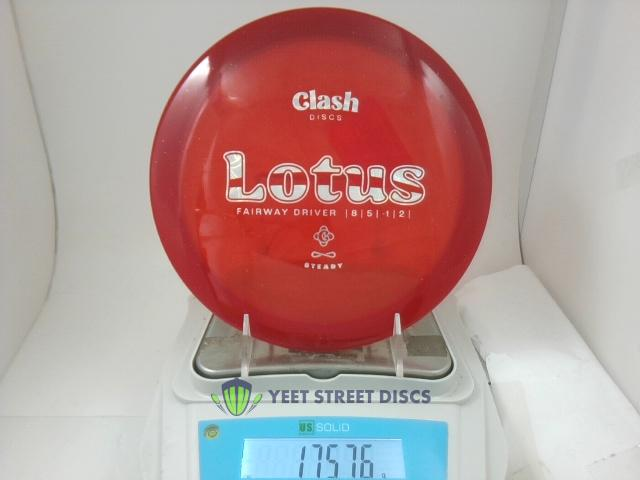 Clash
DISCS
Lotus
FAIRWAY DRIVER |8|5|-1|2|
STEADY
YEET STREET DISCS
US SOLID
175.76 g